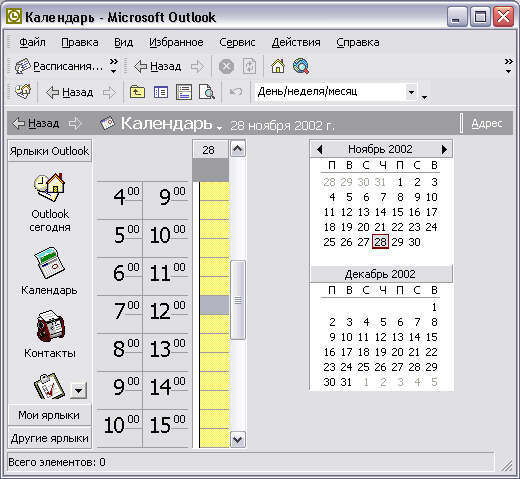 Календарь - Microsoft Outlook
Файл Правка Вид Избранное Сервис Действия Справка
Расписания... » Назад »
Назад День/неделя/месяц
Назад Календарь 28 ноября 2002 г. Адрес
Ярлыки Outlook
Outlook сегодня
Календарь
Контакты
Мои ярлыки
Другие ярлыки
28
4 00 9 00
5 00 10 00
6 00 11 00
7 00 12 00
8 00 13 00
9 00 14 00
10 00 15 00
Ноябрь 2002
П В С Ч П С В
28 29 30 31 1 2 3
4 5 6 7 8 9 10
11 12 13 14 15 16 17
18 19 20 21 22 23 24
25 26 27 28 29 30
Декабрь 2002
П В С Ч П С В
1
2 3 4 5 6 7 8
9 10 11 12 13 14 15
16 17 18 19 20 21 22
23 24 25 26 27 28 29
30 31 1 2 3 4 5
Всего элементов: 0